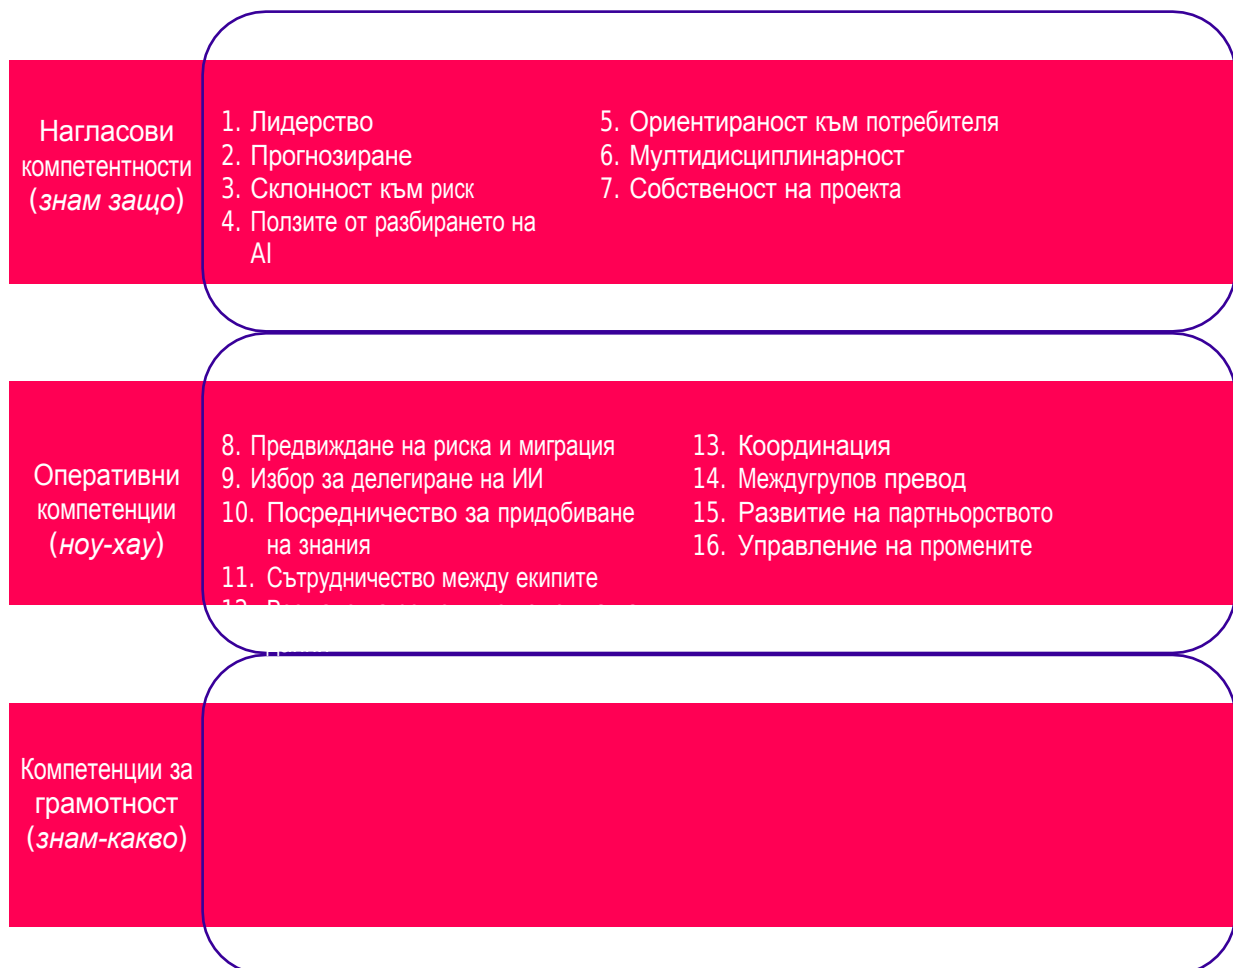 Нагласови
компетентности
(знам защо)
1. Лидерство
2. Прогнозиране
3. Склонност към риск
4. Ползите от разбирането на
AI
5. Ориентираност към потребителя
6. Мултидисциплинарност
7. Собственост на проекта
Оперативни
компетенции
(ноу-хау)
8. Предвиждане на риска и миграция
9. Избор за делегиране на ИИ
10. Посредничество за придобиване
на знания
11. Сътрудничество между екипите
12.
13. Координация
14. Междугрупов превод
15. Развитие на партньорството
16. Управление на промените
Компетенции за
грамотност
(знам-какво)